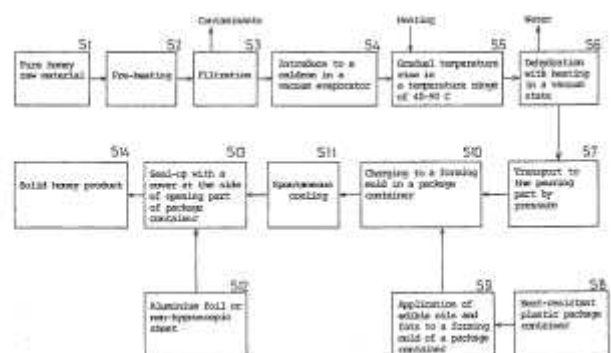 Contaminants
Heating
Water
S1
S2
S3
S4
S5
S6
Pure honey
raw material
Pre-heating
Filtration
Introduce to a
caldron in a
vacuum evaporator
Gradual temperature
rise in
a temperature range
of 40-90 C
Dehydration
with heating
in a vacuum
state
S14
S13
S11
S10
S7
Solid honey product
Seal-up with a
cover at the side
of opening part
of package
container
Spontaneous
cooling
Charging to a forming
mold in a package
container
Transport to
the pouring
part by
pressure
S12
S9
S8
Aluminium foil or
non-hygroscopic
sheet
Application of
edible oils and
fats to a forming
mold of a package
container
Heat-resistant
plastic package
container